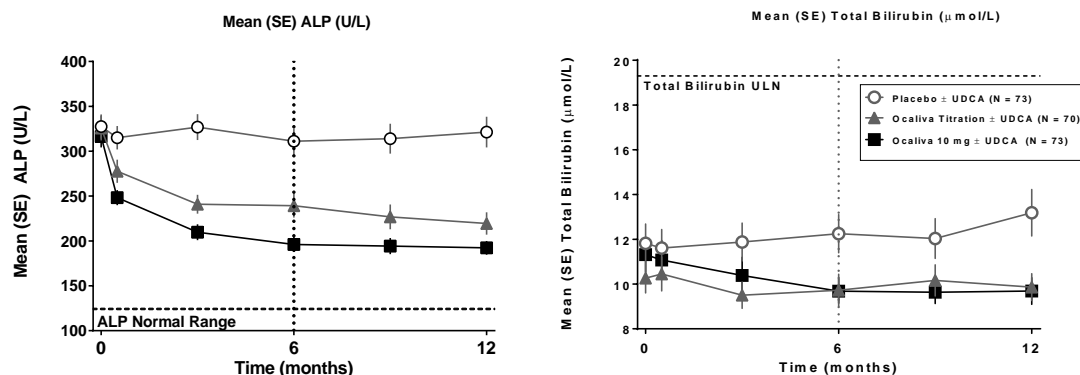 Mean (SE) ALP (U/L)
Mean (SE) ALP (U/L)
400
350
300
250
200
150
100
ALP Normal Range
0
6
12
Time (months)
Mean (SE) Total Bilirubin (μmol/L)
Mean (SE) Total Bilirubin (μmol/L)
20
18
16
14
12
10
8
Total Bilirubin ULN
Placebo ± UDCA (N = 73)
Ocaliva Titration ± UDCA (N = 70)
Ocaliva 10 mg ± UDCA (N = 73)
0
6
12
Time (months)